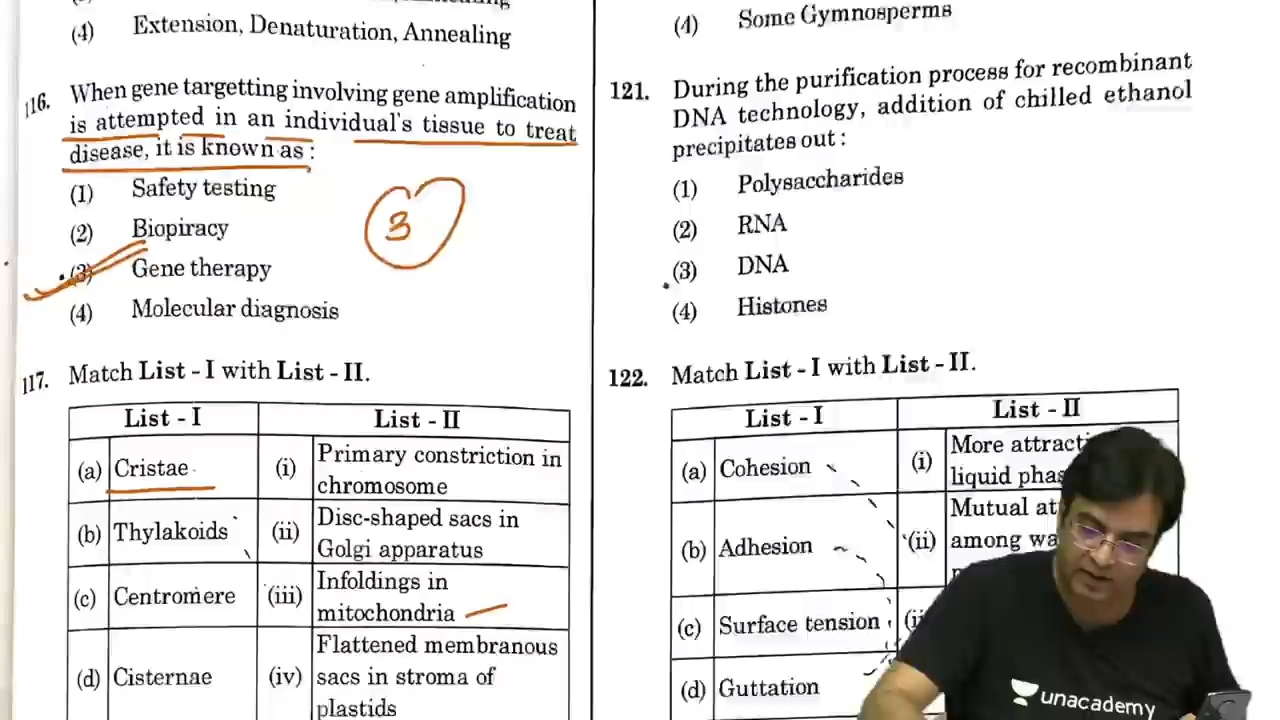 (4) Extension, Denaturation, Annealing
116. When gene targetting involving gene amplification
is attempted in an individual's tissue to treat
disease, it is known as :
(1) Safety testing
(2) Biopiracy
(3) Gene therapy
(4) Molecular diagnosis
3
117. Match List - I with List - II.
List - I List - II
(a) Cristae (i) Primary constriction in
chromosome
(b) Thylakoids (ii) Disc-shaped sacs in
Golgi apparatus
(c) Centromere (iii) Infoldings in
mitochondria
(d) Cisternae (iv) Flattened membranous
sacs in stroma of
plastids
(4) Some Gymnosperms
121. During the purification process for recombinant
DNA technology, addition of chilled ethanol
precipitates out :
(1) Polysaccharides
(2) RNA
(3) DNA
(4) Histones
122. Match List - I with List - II.
List - I List - II
(a) Cohesion (i) More
liquid
(b) Adhesion (ii) Mutual
among
(c) Surface tension
(d) Guttation
unacademy